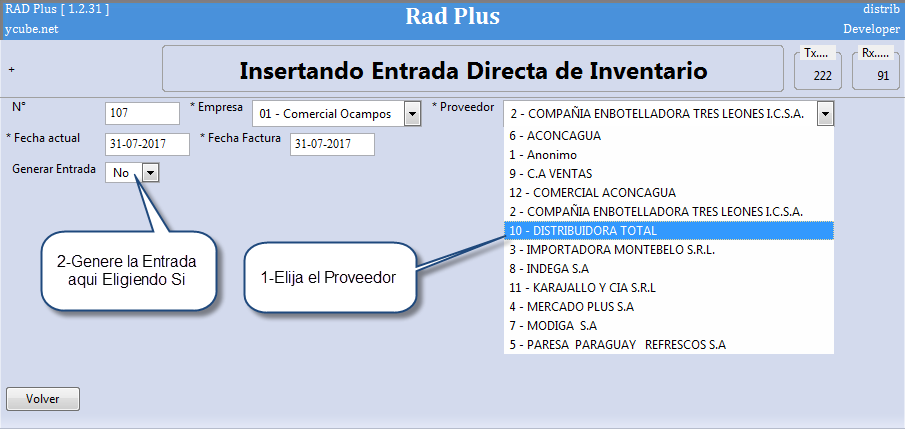 RAD Plus [ 1.2.31 ]
Rad Plus
distrib
ycube.net
Developer
+
Insertando Entrada Directa de Inventario
Tx....
222
Rx.....
91
N°
107
* Empresa
01 - Comercial Ocampos
* Proveedor
2 - COMPAÑIA ENBOTELLADORA TRES LEONES I.C.S.A.
* Fecha actual
31-07-2017
* Fecha Factura
31-07-2017
Generar Entrada
No
6 - ACONCAGUA
1 - Anonimo
9 - C.A VENTAS
12 - COMERCIAL ACONCAGUA
2 - COMPAÑIA ENBOTELLADORA TRES LEONES I.C.S.A.
10 - DISTRIBUIDORA TOTAL
3 - IMPORTADORA MONTEBELO S.R.L.
8 - INDEGA S.A
11 - KARAJALLO Y CIA S.R.L
4 - MERCADO PLUS S.A
7 - MODIGA S.A
5 - PARESA PARAGUAY REFRESCOS S.A
2-Genere la Entrada
aqui Eligiendo Si
1-Elija el Proveedor
Volver